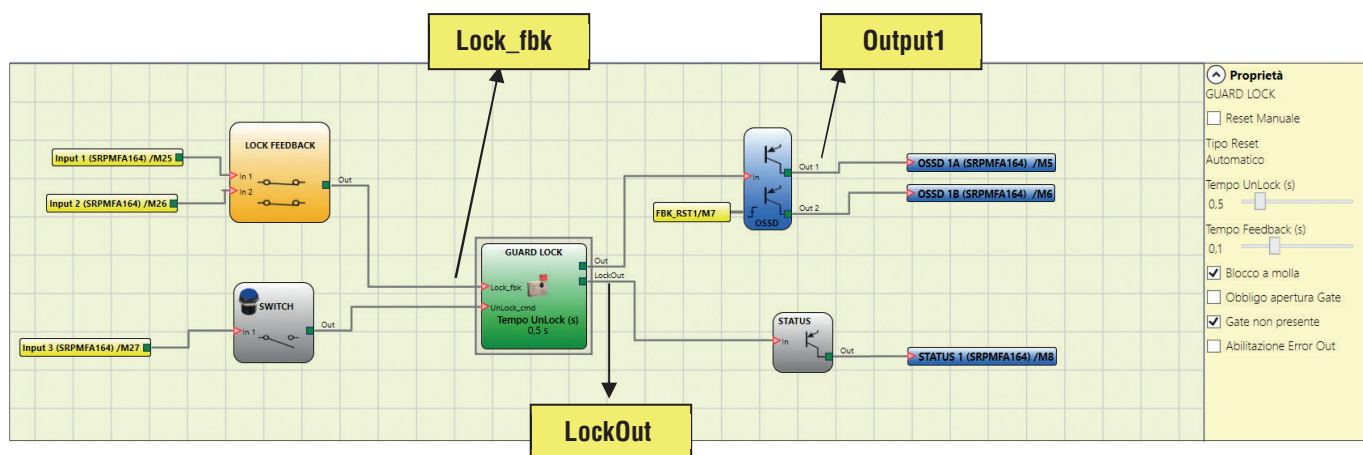 Lock_fbk
Output1
LOCK FEEDBACK
Input 1 (SRPMFA164) /M25
In 1
Out
Input 2 (SRPMFA164) /M26
In 2
SWITCH
Input 3 (SRPMFA164) /M27
In 1
Out
GUARD LOCK
Out
LockOut
Lock_fbk
UnLock_cmd
Tempo UnLock (s)
0,5 s
In
Out 1
OSSD 1A (SRPMFA164) /M5
FBK_RST1/M7
Out 2
OSSD 1B (SRPMFA164) /M6
OSSD
STATUS
In
Out
STATUS 1 (SRPMFA164) /M8
LockOut
Proprietà
GUARD LOCK
Reset Manuale
Tipo Reset
Automatico
Tempo UnLock (s)
0,5
Tempo Feedback (s)
0,1
Blocco a molla
Obbligo apertura Gate
Gate non presente
Abilitazione Error Out